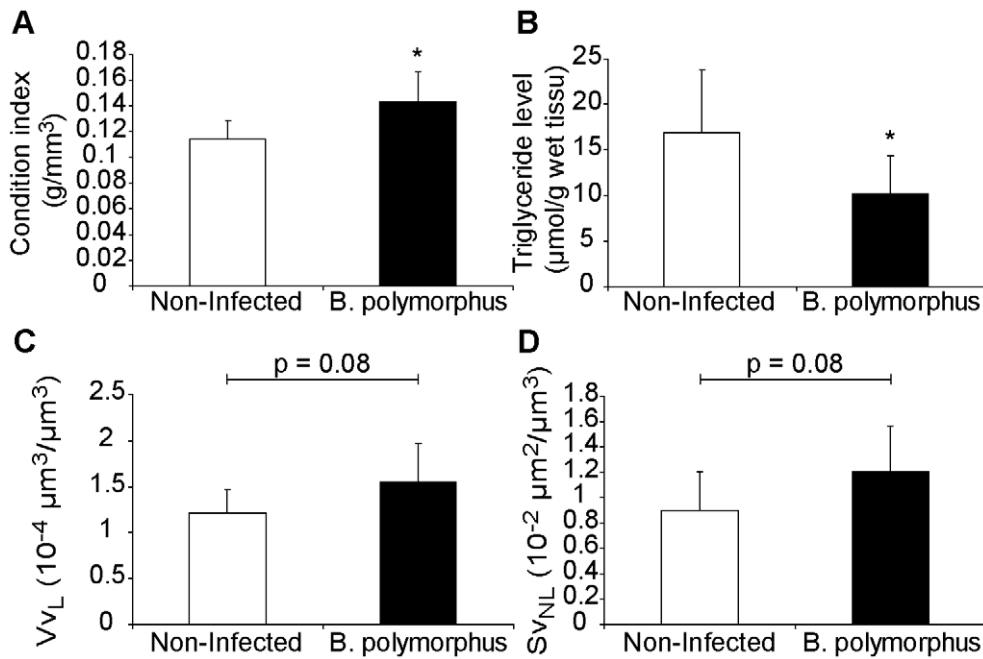 A
Condition index
(g/mm³)
0.18
0.16
0.14
0.12
0.1
0.08
0.06
0.04
0.02
0
*
Non-Infected
B. polymorphus
B
Triglyceride level
(µmol/g wet tissu)
25
20
15
10
5
0
*
Non-Infected
B. polymorphus
C
p = 0.08
Vv_L (10⁻⁴ µm³/µm³)
2.5
2
1.5
1
0.5
0
Non-Infected
B. polymorphus
D
p = 0.08
Sv_NL (10⁻² µm²/µm³)
1.8
1.6
1.4
1.2
1
0.8
0.6
0.4
0.2
0
Non-Infected
B. polymorphus